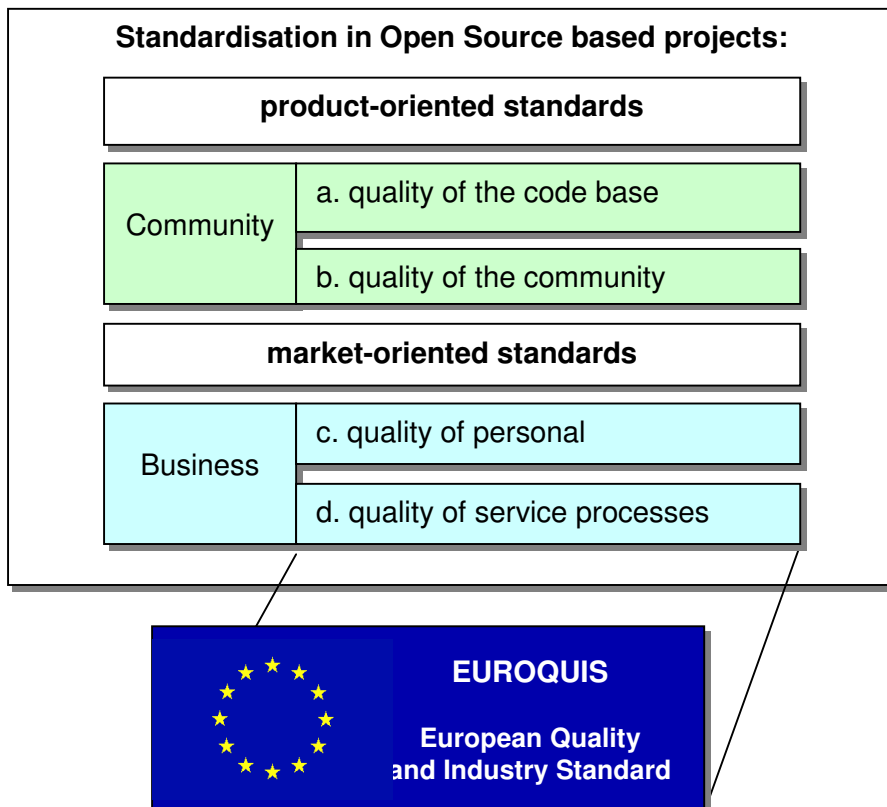 Standardisation in Open Source based projects:
product-oriented standards
Community
a. quality of the code base
b. quality of the community
market-oriented standards
Business
c. quality of personal
d. quality of service processes
EUROQUIS
European Quality
and Industry Standard